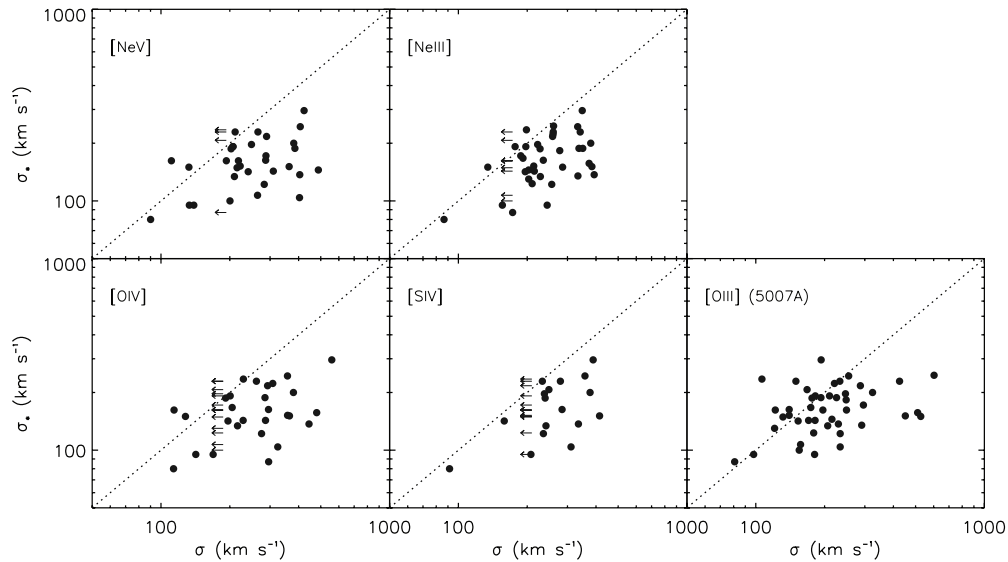 1000
[NeV]
[NeIII]
σ* (km s⁻¹)
100
1000
[OIV]
[SIV]
[OIII] (5007A)
σ* (km s⁻¹)
100
100 1000 100 1000 100 1000
σ (km s⁻¹) σ (km s⁻¹) σ (km s⁻¹)